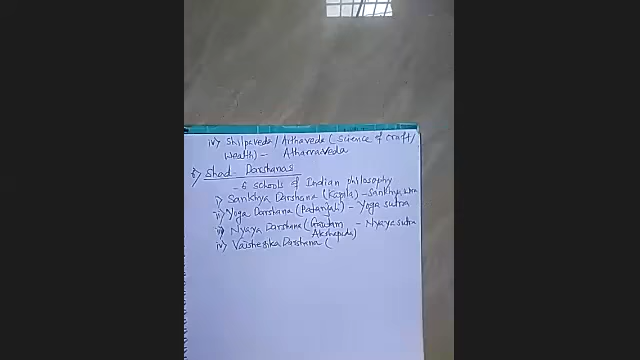 iv) Shilpaveda / Arthaveda (Science of craft/
Wealth) - Atharvaveda
Shad Darshanas
- 6 schools of Indian philosophy
i) Sankhya Darshana (Kapila) - Sankhya sutra
ii) Yoga Darshana (Patanjali) - Yoga sutra
iii) Nyaya Darshana (Gautam - Nyaya sutra
Akshapada)
iv) Vaisheshika Darshana (